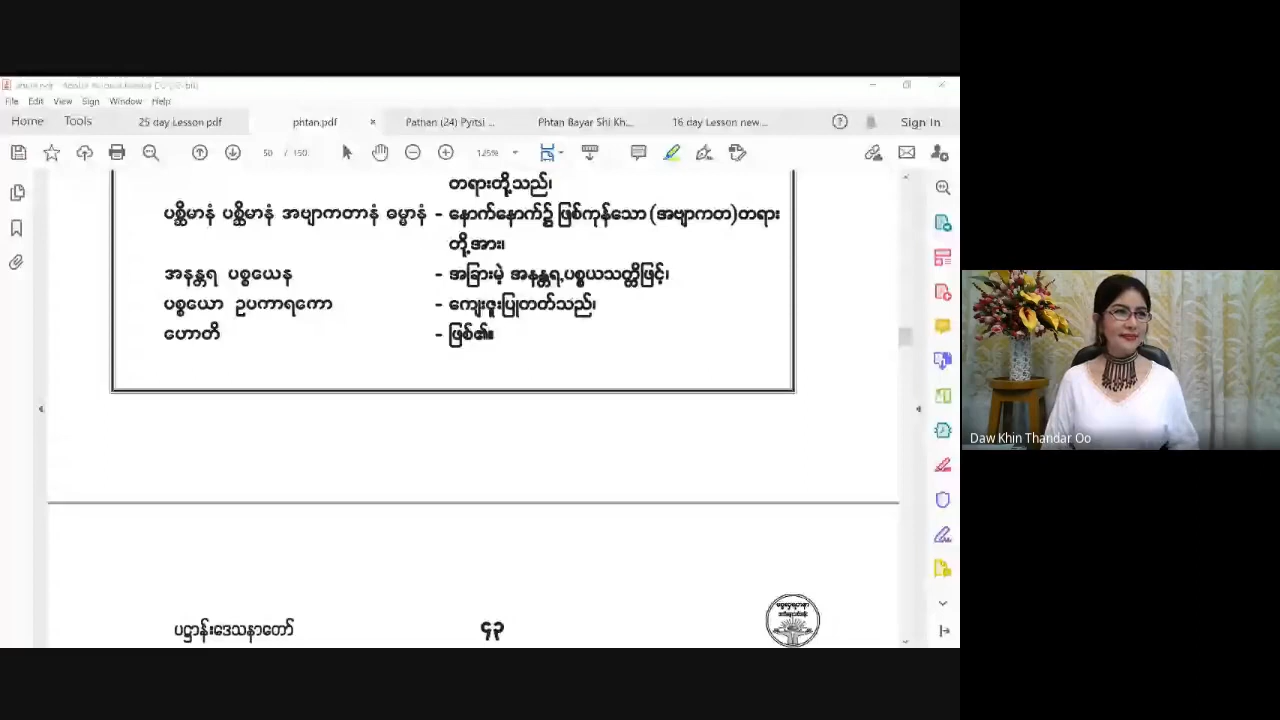 File Edit View Sign Window Help
Home Tools 25 day Lesson.pdf phtan.pdf × Patnan (24) Pyitsi ... Phtan Bayar Shi Kh... 16 day Lesson new... Sign In
50 / 150 125%
တရားတို့သည်၊
ပစ္ဆိမာနံ ပစ္ဆိမာနံ အဗျာကတာနံ ဓမ္မာနံ - နောက်နောက်၌ ဖြစ်ကုန်သော (အဗျာကတ) တရား
တို့အား၊
အနန္တရ ပစ္စယေန - အခြားမဲ့ အနန္တရ,ပစ္စယသတ္တိဖြင့်၊
ပစ္စယော ဥပကာရကော - ကျေးဇူးပြုတတ်သည်၊
ဟောတိ - ဖြစ်၏။
ပဋ္ဌာန်းဒေသနာတော် ၄၃
Daw Khin Thandar Oo